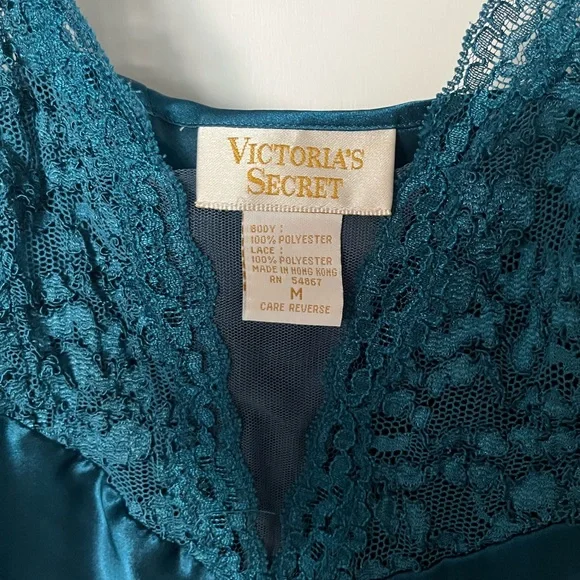 VICTORIA'S
SECRET
BODY :
100% POLYESTER
LACE :
100% POLYESTER
MADE IN HONG KONG
RN 54867
M
CARE REVERSE